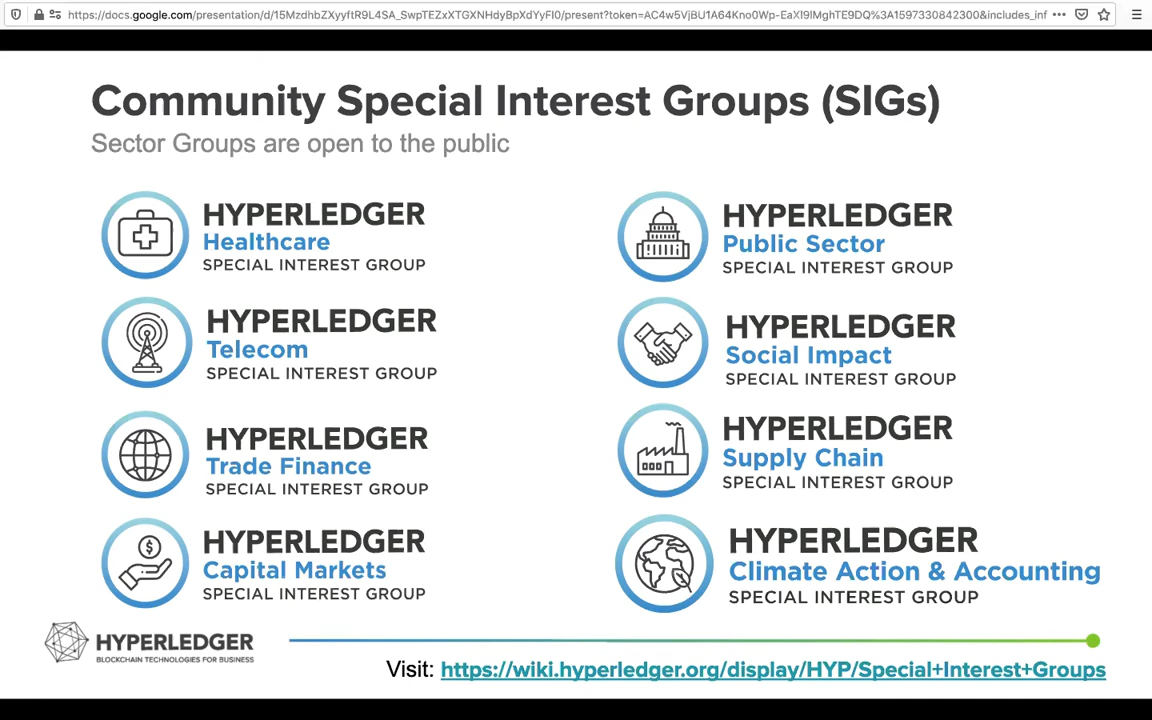 https://docs.google.com/presentation/d/15MzdhbZXyyftR9L4SA_SwpTEZxXTGXNHdyBpXdYyFI0/present?token=AC4w5VjBU1A64Kno0Wp-EaXI9IMghTE9DQ%3A1597330842300&includes_inf
Community Special Interest Groups (SIGs)
Sector Groups are open to the public
HYPERLEDGER
Healthcare
SPECIAL INTEREST GROUP
HYPERLEDGER
Public Sector
SPECIAL INTEREST GROUP
HYPERLEDGER
Telecom
SPECIAL INTEREST GROUP
HYPERLEDGER
Social Impact
SPECIAL INTEREST GROUP
HYPERLEDGER
Trade Finance
SPECIAL INTEREST GROUP
HYPERLEDGER
Supply Chain
SPECIAL INTEREST GROUP
HYPERLEDGER
Capital Markets
SPECIAL INTEREST GROUP
HYPERLEDGER
Climate Action & Accounting
SPECIAL INTEREST GROUP
HYPERLEDGER
BLOCKCHAIN TECHNOLOGIES FOR BUSINESS
Visit: https://wiki.hyperledger.org/display/HYP/Special+Interest+Groups